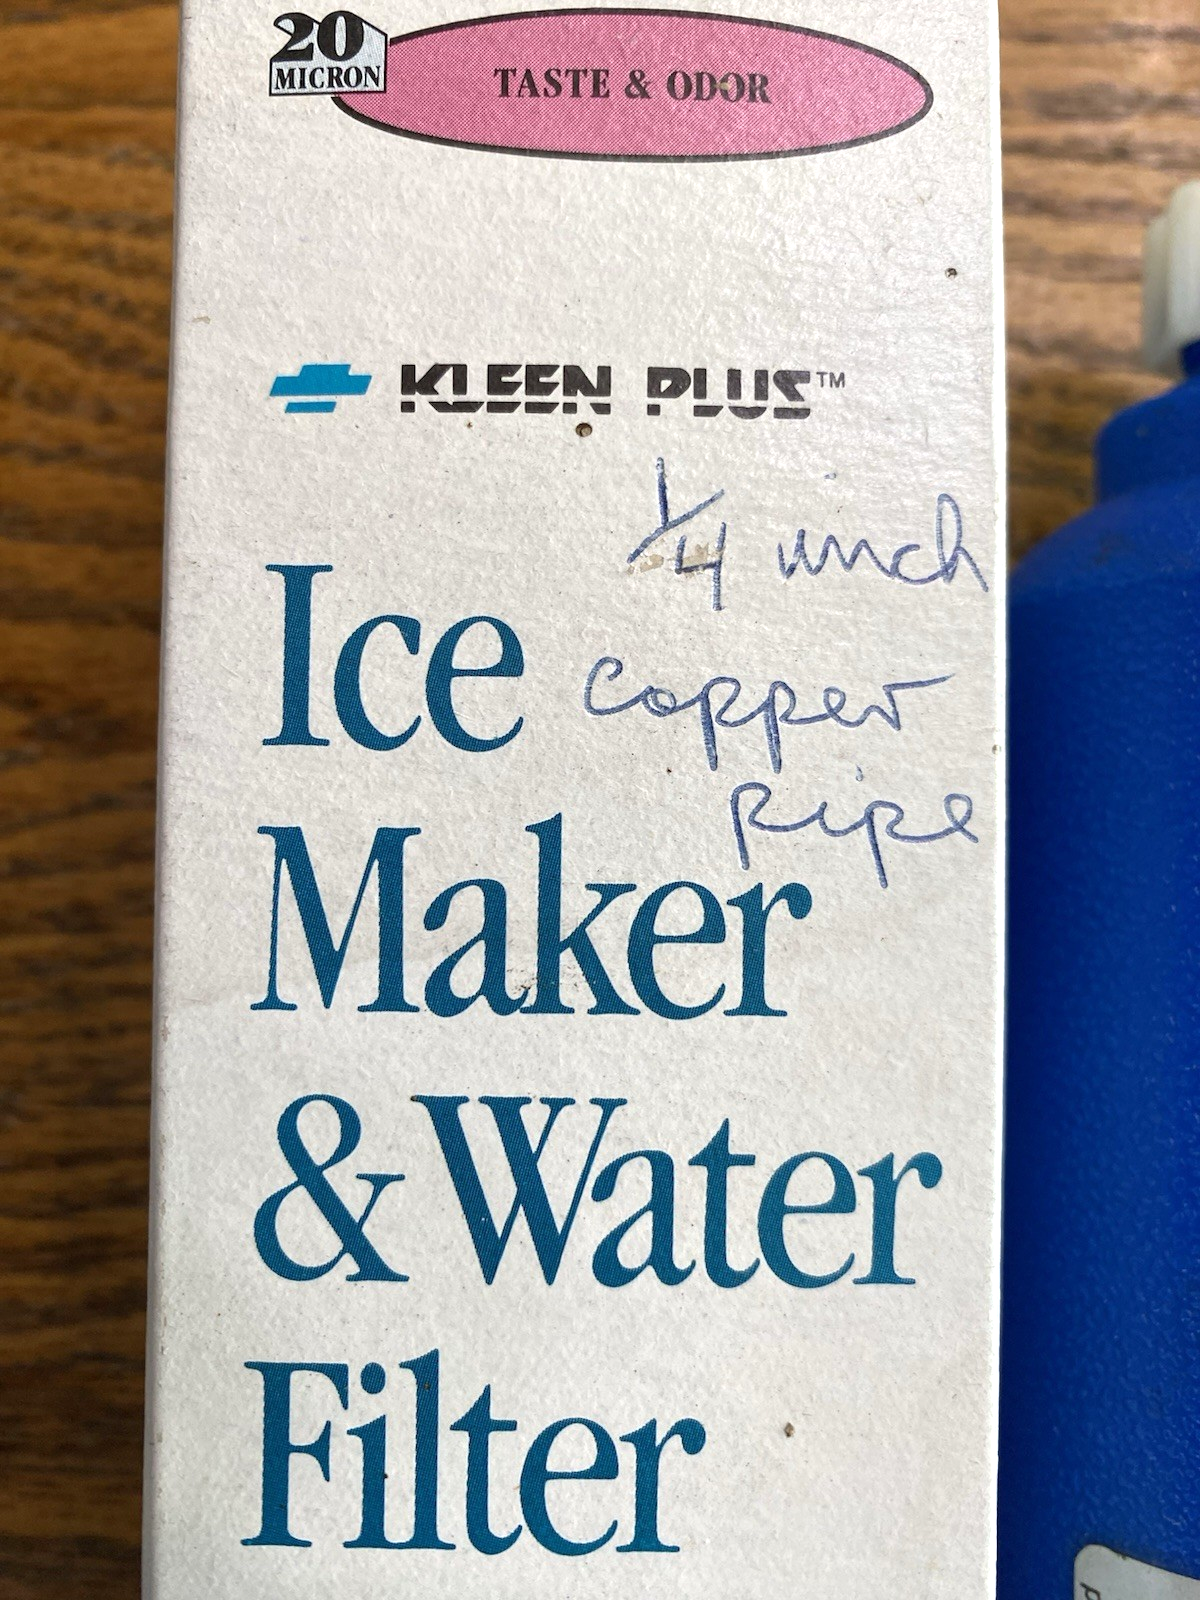 20
MICRON
TASTE & ODOR
KLEEN PLUS™
1/4 inch
Ice
copper
pipe
Maker
& Water
Filter